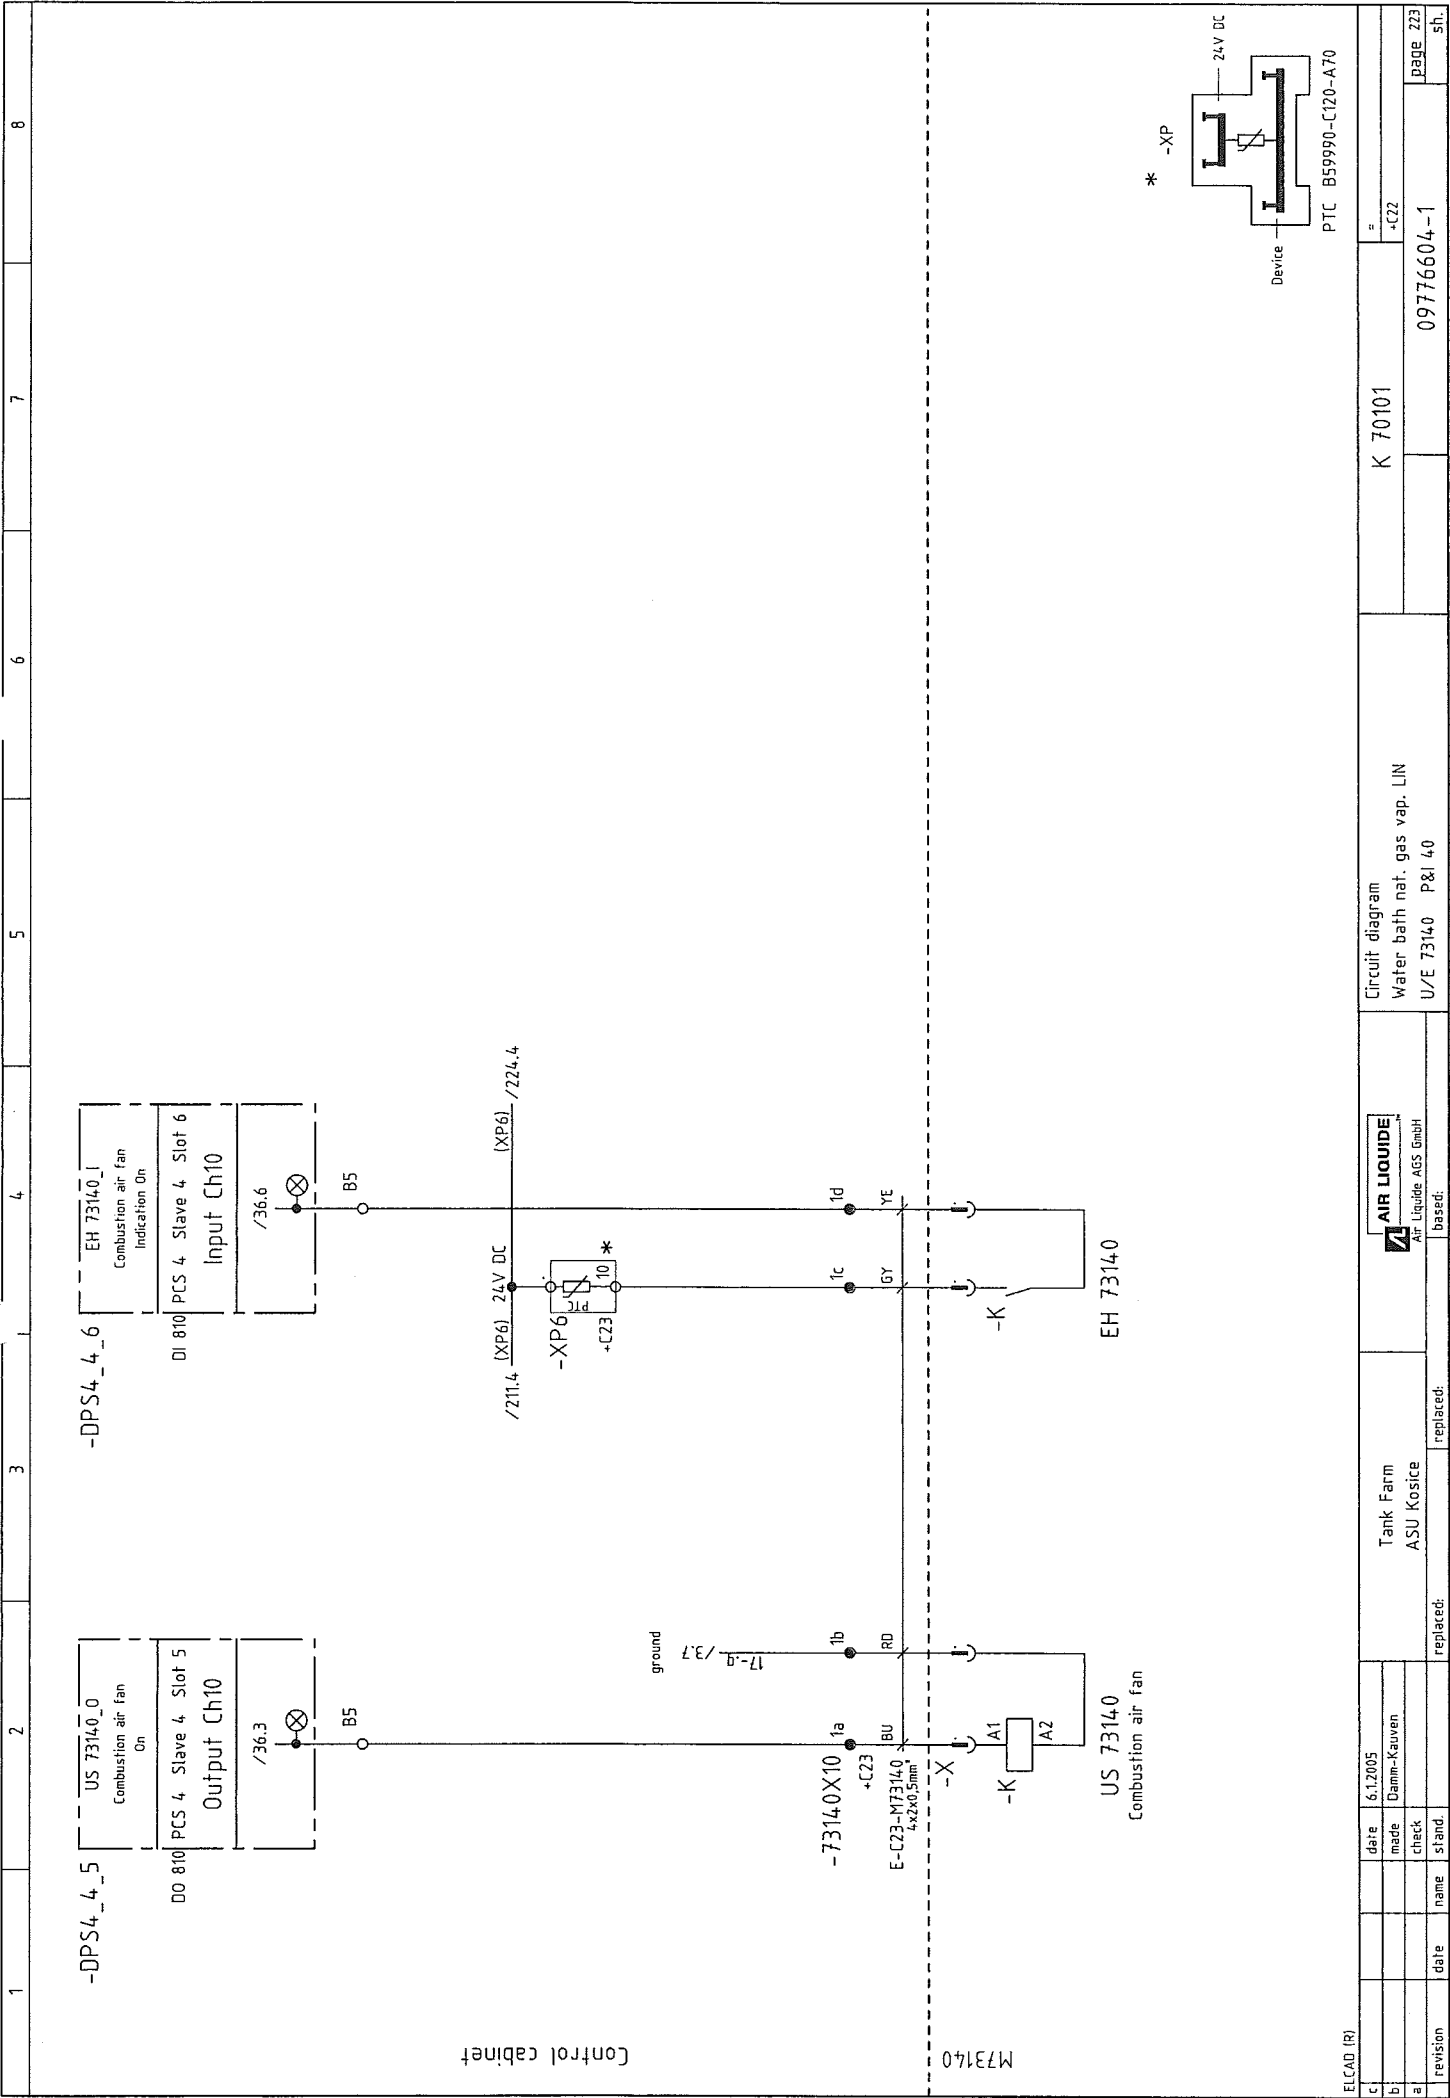 1 2 3 4 5 6 7 8
-DPS4_4_5
US 73140_O
Combustion air fan
On
DO 810 PCS 4 Slave 4 Slot 5
Output Ch10
/36.3
B5
-DPS4_4_6
EH 73140_I
Combustion air fan
Indication On
DI 810 PCS 4 Slave 4 Slot 6
Input Ch10
/36.6
B5
/211.4 (XP6) 24V DC (XP6) /224.4
-XP6
PTC
10
*
+C23
Control cabinet
ground
/3.7
17-.g
-73140X10
+C23
1a
1b
1c
1d
E-C23-M73140
4x2x0,5mm²
BU
RD
GY
YE
M73140
-X
-K
A1
A2
US 73140
Combustion air fan
-K
EH 73140
* -XP
24V DC
Device
PTC B59990-C120-A70
ELCAD (R)
c
b
a
revision
date
name
date 6.1.2005
made Damm-Kauven
check
stand.
Tank Farm
ASU Kosice
replaced:
replaced:
AIR LIQUIDE
Air Liquide AGS GmbH
based:
Circuit diagram
Water bath nat. gas vap. LIN
U/E 73140 P&I 40
K 70101
=
+C22
09776604-1
page 223
sh.